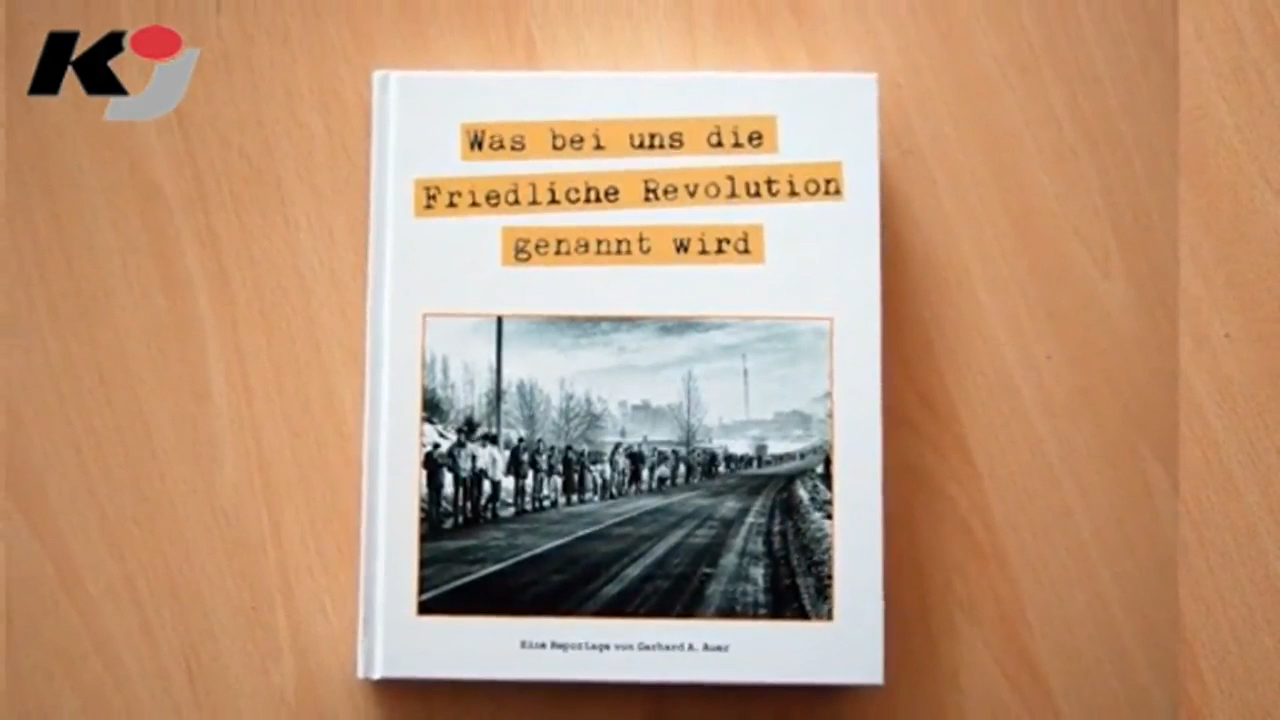 KJ
Was bei uns die
Friedliche Revolution
genannt wird
Eine Reportage von Gerhard A. Auer